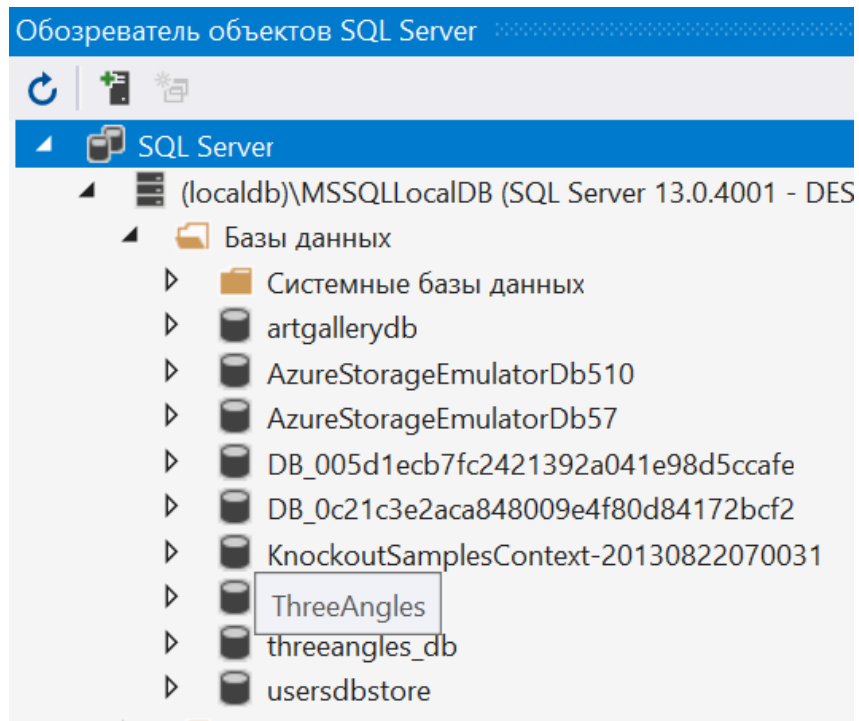 Обозреватель объектов SQL Server
SQL Server
(localdb)\MSSQLLocalDB (SQL Server 13.0.4001 - DES
Базы данных
Системные базы данных
artgallerydb
AzureStorageEmulatorDb510
AzureStorageEmulatorDb57
DB_005d1ecb7fc2421392a041e98d5ccafe
DB_0c21c3e2aca848009e4f80d84172bcf2
KnockoutSamplesContext-20130822070031
ThreeAngles
threeangles_db
usersdbstore